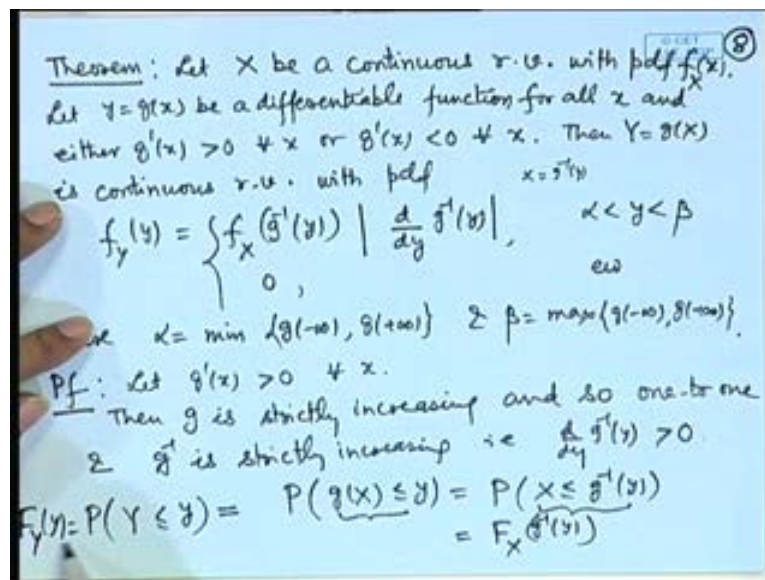 8
Theorem: Let X be a continuous r.v. with pdf f_X(x).
Let y = g(x) be a differentiable function for all x and
either g'(x) > 0 ∀ x or g'(x) < 0 ∀ x. Then Y = g(X)
is continuous r.v. with pdf x = g⁻¹(y)
f_Y(y) = { f_X(g⁻¹(y)) | d/dy g⁻¹(y) |, α < y < β
0, ew
α = min {g(-∞), g(+∞)} & β = max {g(-∞), g(+∞)}.
Pf: Let g'(x) > 0 ∀ x.
Then g is strictly increasing and so one-to one
& g⁻¹ is strictly increasing ie d/dy g⁻¹(y) > 0.
F_Y(y) = P(Y ≤ y) = P(g(X) ≤ y) = P(X ≤ g⁻¹(y))
= F_X(g⁻¹(y))